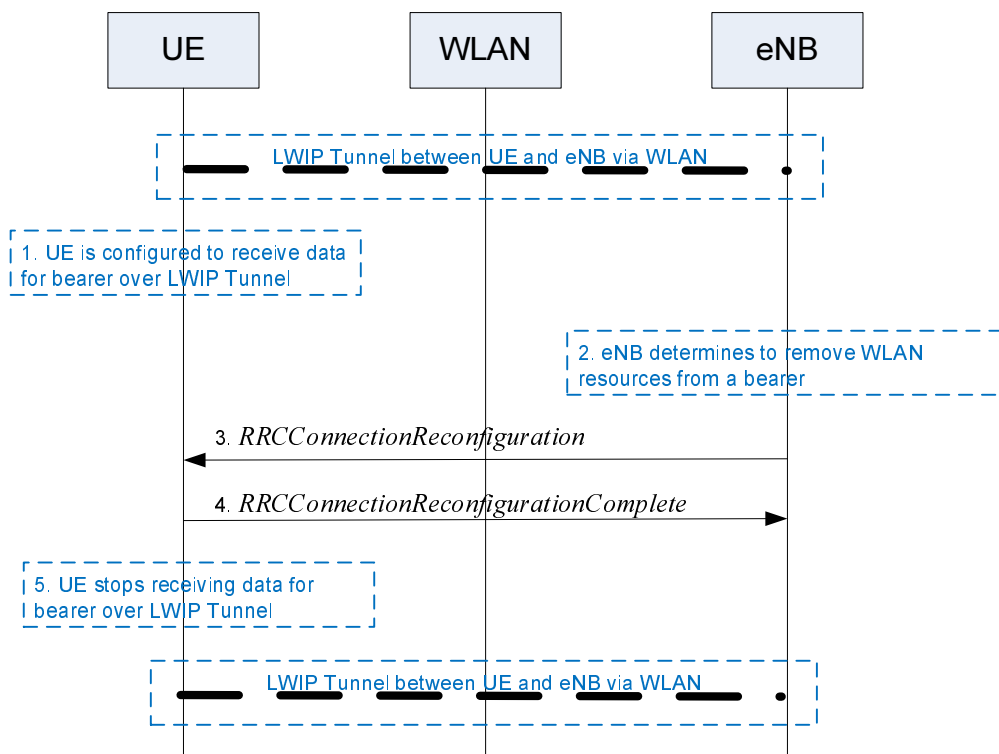 UE
WLAN
eNB
LWIP Tunnel between UE and eNB via WLAN
1. UE is configured to receive data
for bearer over LWIP Tunnel
2. eNB determines to remove WLAN
resources from a bearer
3. RRCConnectionReconfiguration
4. RRCConnectionReconfigurationComplete
5. UE stops receiving data for
bearer over LWIP Tunnel
LWIP Tunnel between UE and eNB via WLAN